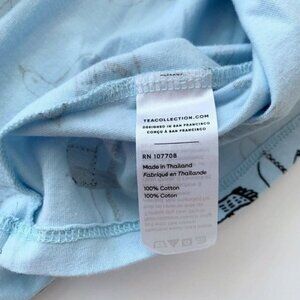 TEACOLLECTION.COM
DESIGNED IN SAN FRANCISCO
CONÇU À SAN FRANCISCO
RN 107708
Made in Thailand
Fabriqué en Thaïlande
100% Cotton
100% Coton